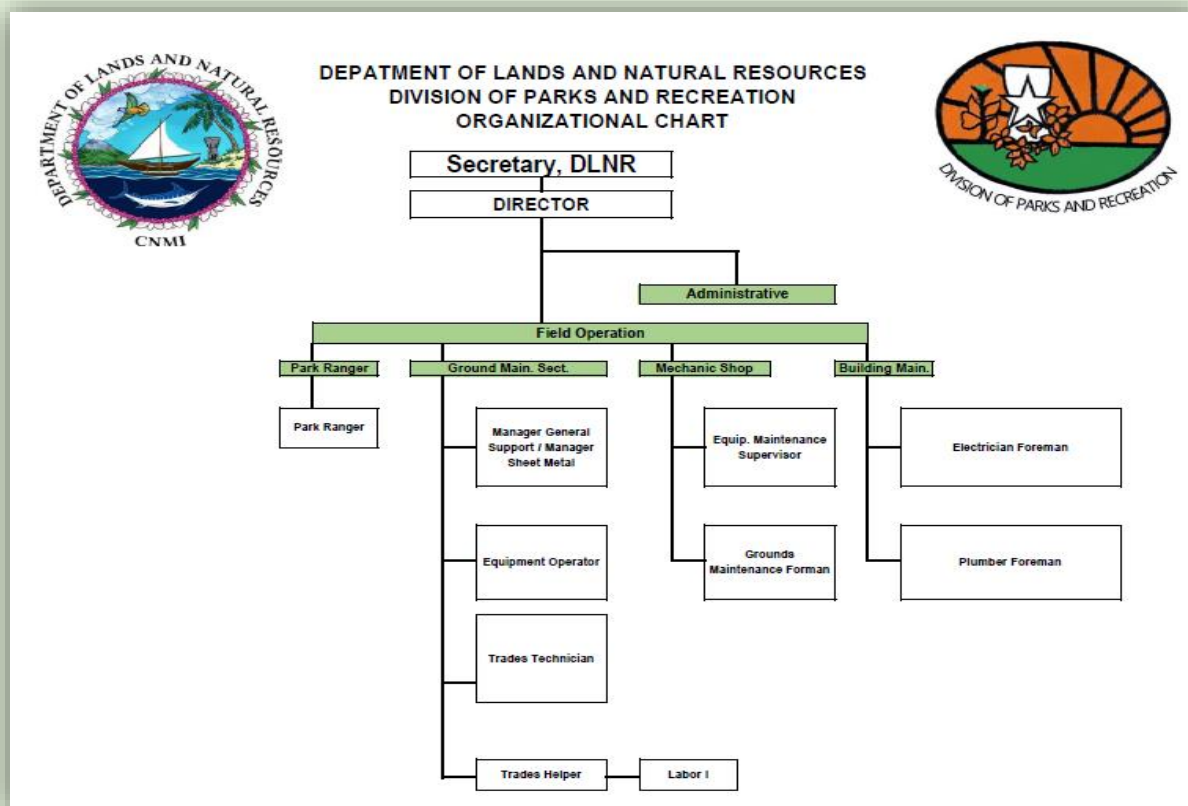 DEPARTMENT OF LANDS AND NATURAL RESOURCES
CNMI
DEPATMENT OF LANDS AND NATURAL RESOURCES
DIVISION OF PARKS AND RECREATION
ORGANIZATIONAL CHART
DIVISION OF PARKS AND RECREATION
Secretary, DLNR
DIRECTOR
Administrative
Field Operation
Park Ranger
Ground Main. Sect.
Mechanic Shop
Building Main.
Park Ranger
Manager General
Support / Manager
Sheet Metal
Equip. Maintenance
Supervisor
Electrician Foreman
Equipment Operator
Grounds
Maintenance Forman
Plumber Foreman
Trades Technician
Trades Helper
Labor I